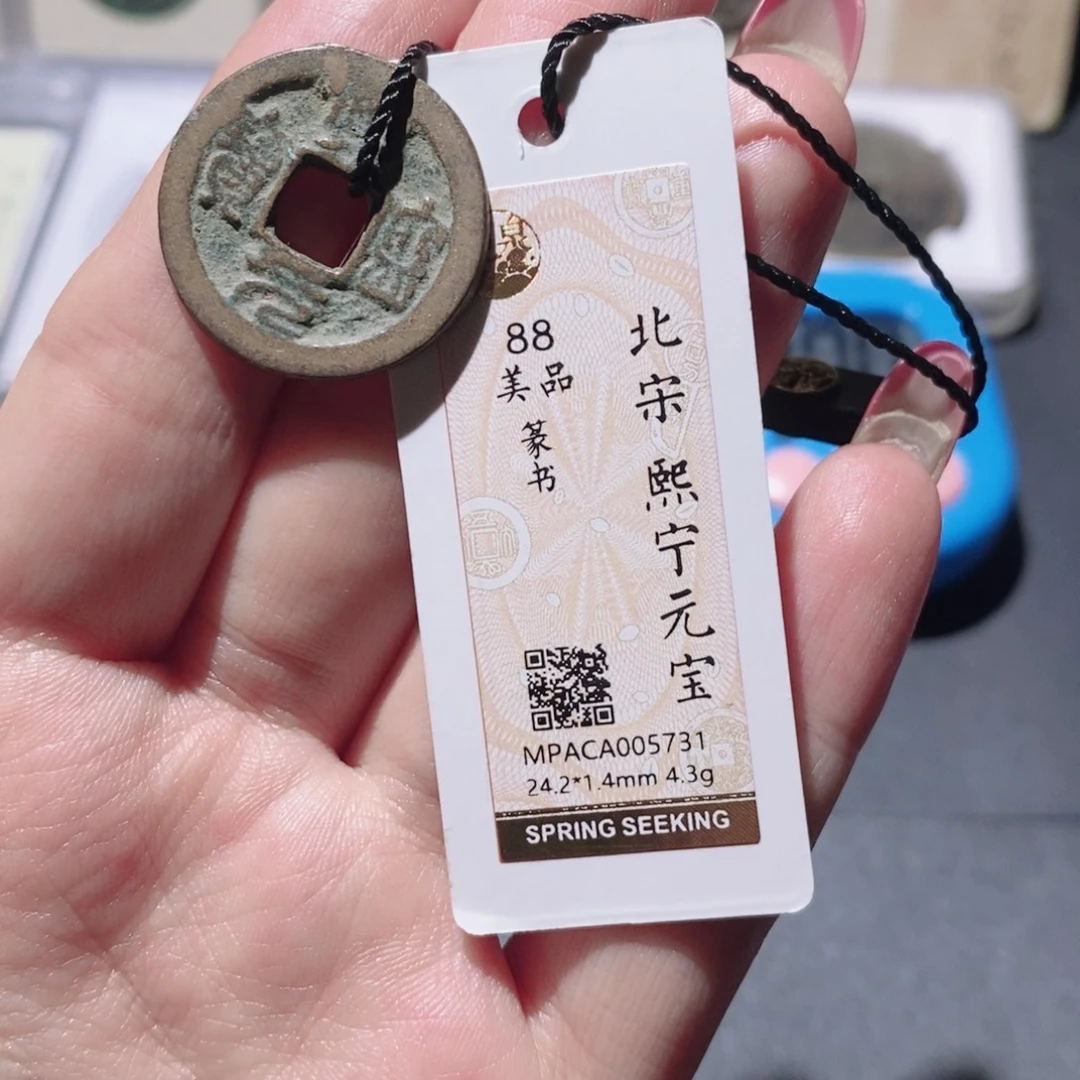 泉
北宋 熙宁元宝
88
美品
篆书
MPACA005731
24.2*1.4mm 4.3g
SPRING SEEKING